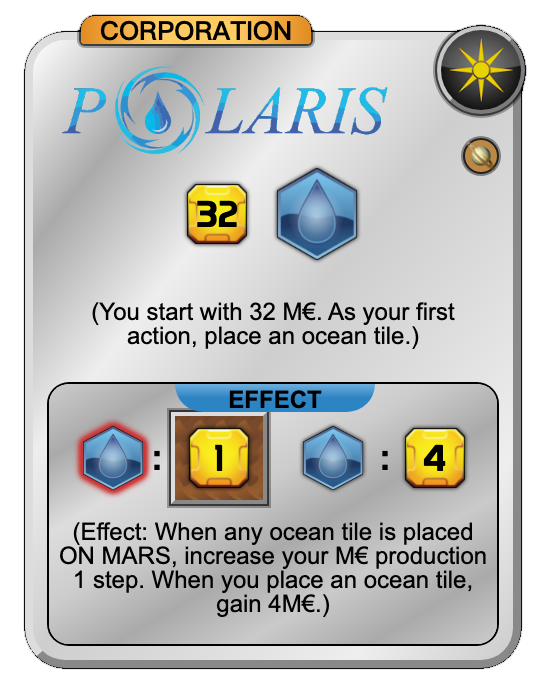 CORPORATION
POLARIS
32
(You start with 32 M€. As your first
action, place an ocean tile.)
EFFECT
: 1 : 4
(Effect: When any ocean tile is placed
ON MARS, increase your M€ production
1 step. When you place an ocean tile,
gain 4M€.)